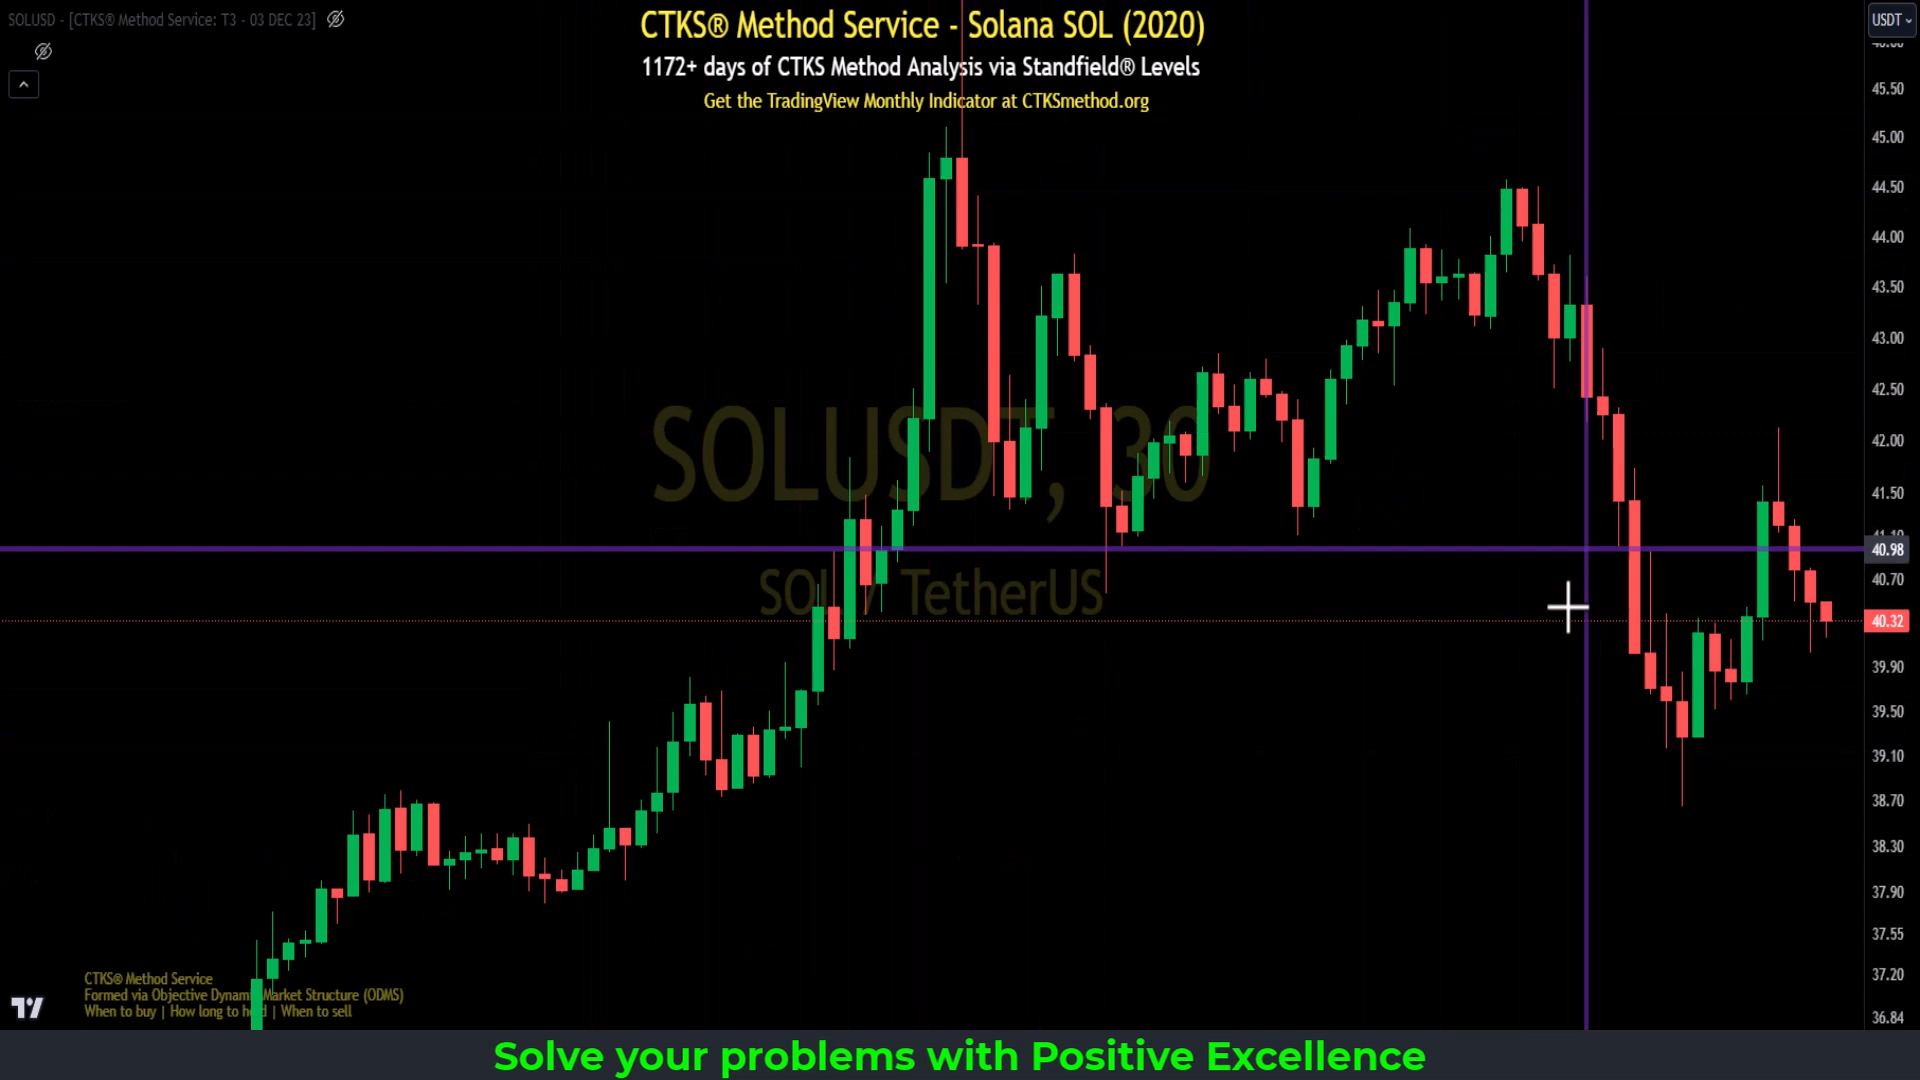 SOLUSD - [CTKS® Method Service: T3 - 03 DEC 23]
CTKS® Method Service - Solana SOL (2020)
1172+ days of CTKS Method Analysis via Standfield® Levels
Get the TradingView Monthly Indicator at CTKSmethod.org
USDT
45.50
45.00
44.50
44.00
43.50
43.00
42.50
42.00
41.50
40.98
40.70
40.32
39.90
39.50
39.10
38.70
38.30
37.90
37.55
37.20
36.84
SOLUSDT, 30
SOL / TetherUS
CTKS® Method Service
Formed via Objective Dynamic Market Structure (ODMS)
When to buy | How long to hold | When to sell
Solve your problems with Positive Excellence